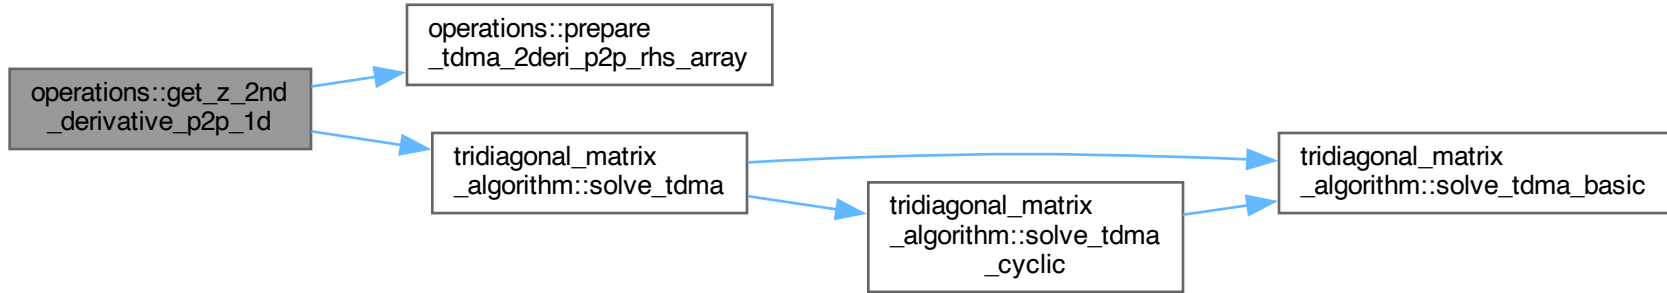 operations::get_z_2nd
_derivative_p2p_1d
operations::prepare
_tdma_2deri_p2p_rhs_array
tridiagonal_matrix
_algorithm::solve_tdma
tridiagonal_matrix
_algorithm::solve_tdma
_cyclic
tridiagonal_matrix
_algorithm::solve_tdma_basic